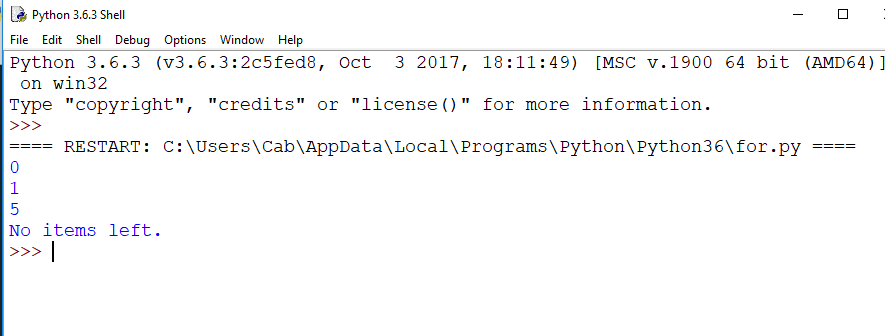 Python 3.6.3 Shell
File Edit Shell Debug Options Window Help
Python 3.6.3 (v3.6.3:2c5fed8, Oct  3 2017, 18:11:49) [MSC v.1900 64 bit (AMD64)]
 on win32
Type "copyright", "credits" or "license()" for more information.
>>>
==== RESTART: C:\Users\Cab\AppData\Local\Programs\Python\Python36\for.py ====
0
1
5
No items left.
>>>